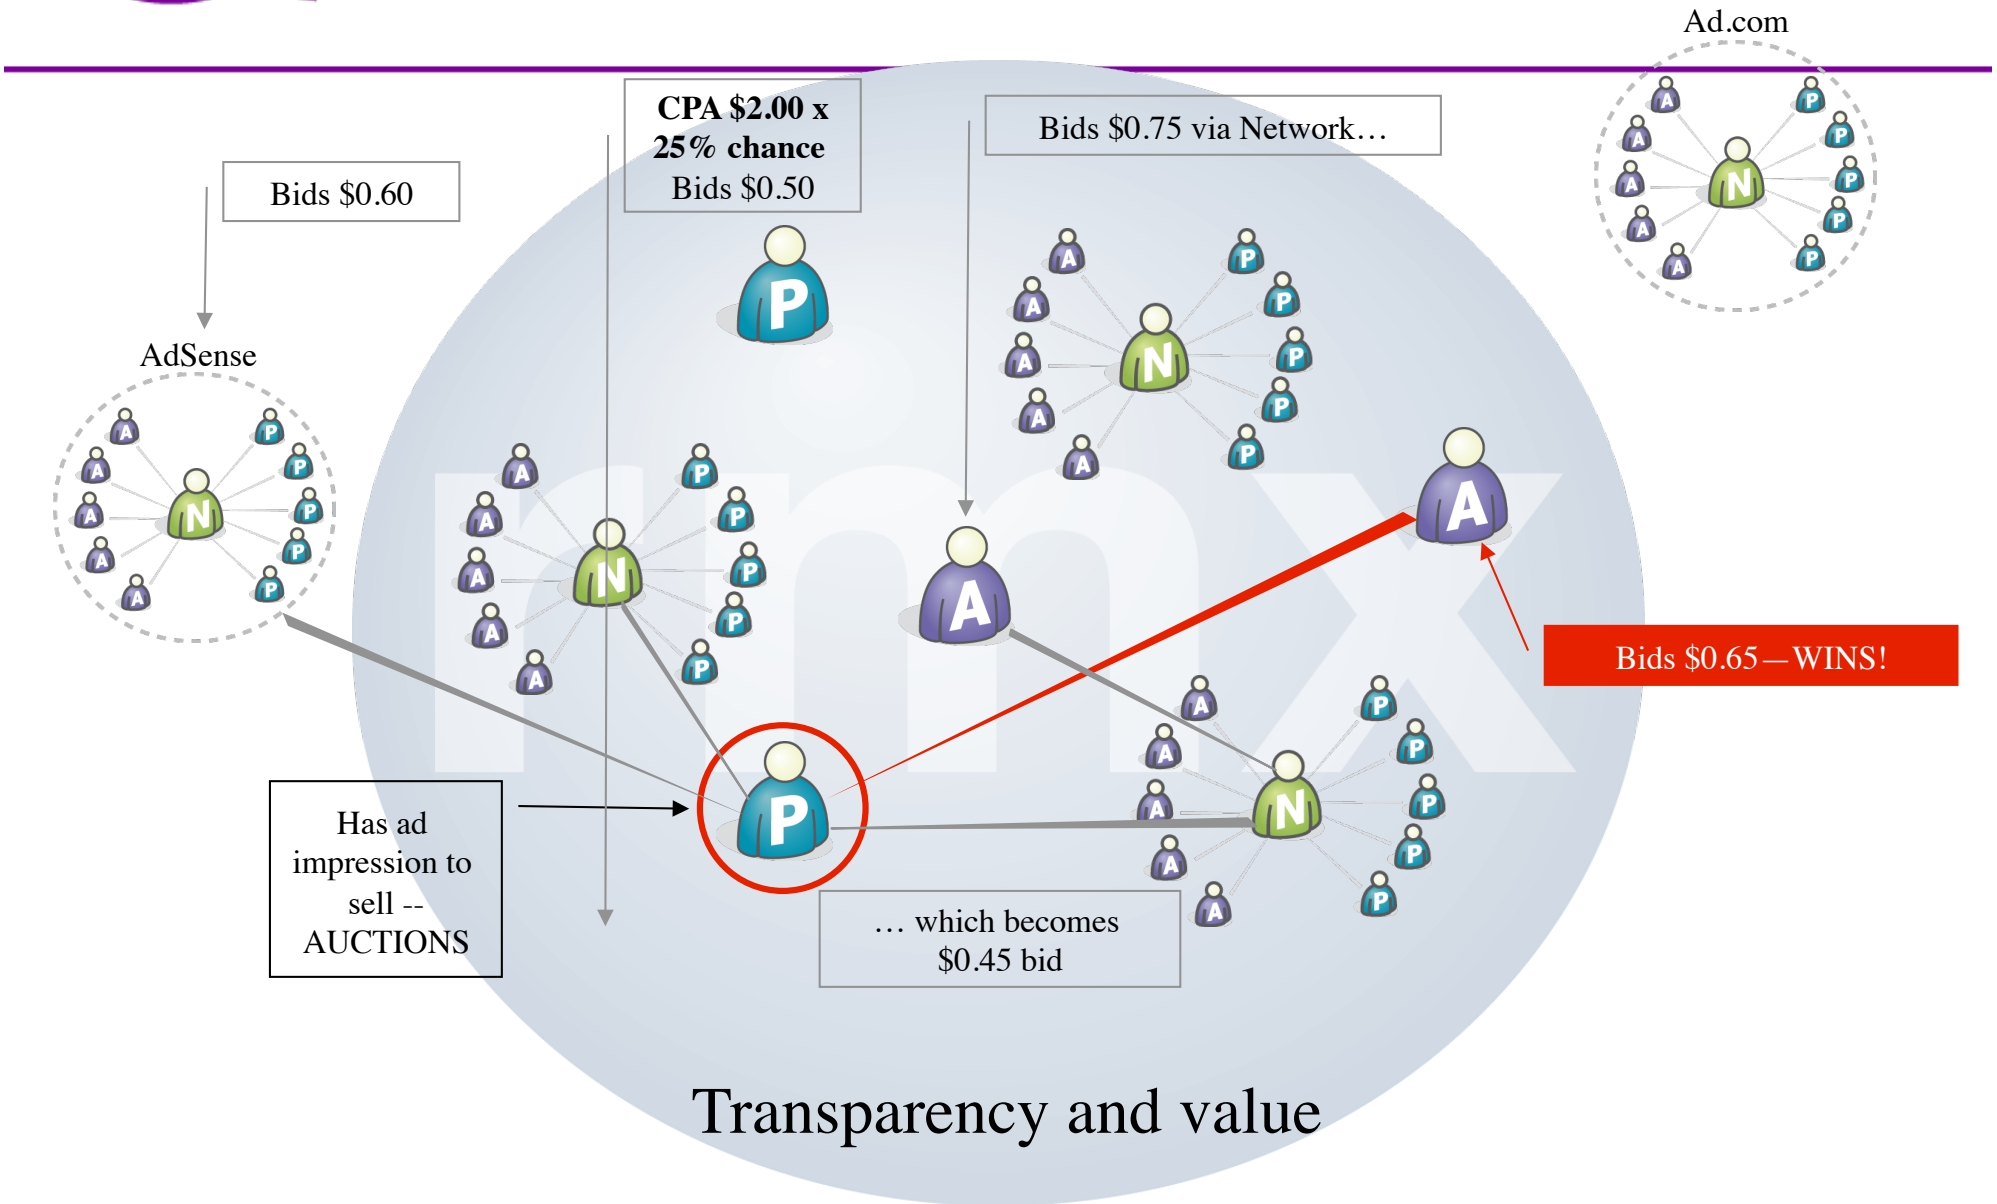 Ad.com
CPA $2.00 x
25% chance
Bids $0.50
Bids $0.75 via Network…
Bids $0.60
AdSense
A
A
A
A
A
N
P
P
P
P
P
P
A
A
A
A
A
N
P
P
P
P
P
A
A
A
A
A
N
P
P
P
P
P
A
A
A
A
A
N
P
P
P
P
P
rmx
A
A
Bids $0.65—WINS!
A
A
A
A
A
N
P
P
P
P
P
P
Has ad
impression to
sell --
AUCTIONS
… which becomes
$0.45 bid
Transparency and value